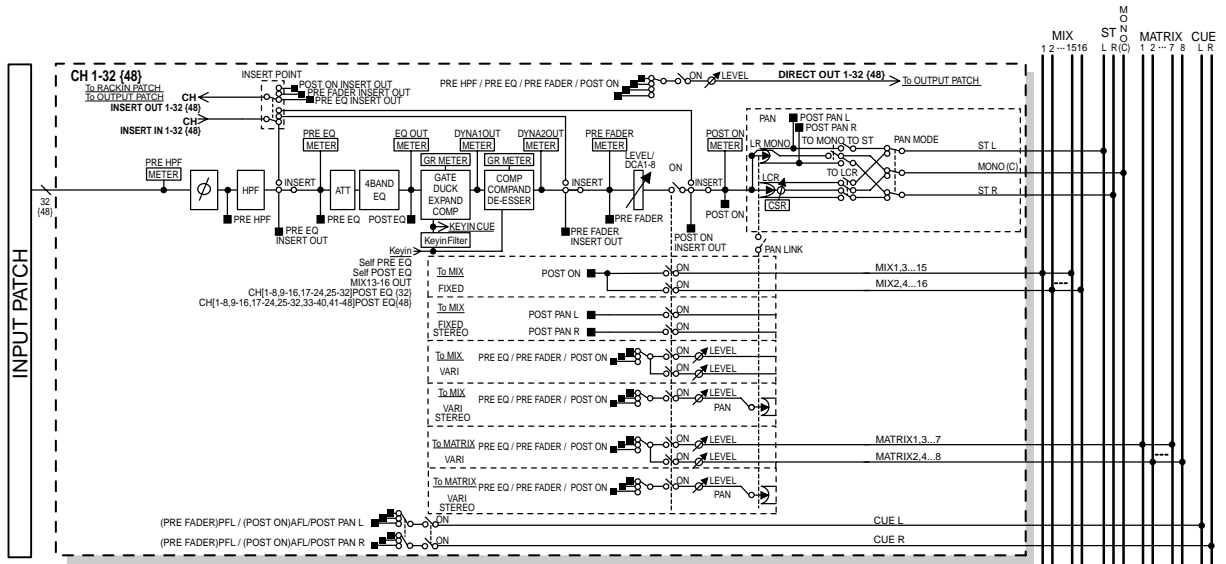 MIX
ST
MONO
(C)
MATRIX
CUE
1 2 ··· 15 16
L R
1 2 ··· 7 8
L R
INPUT PATCH
CH 1-32 {48}
To RACKIN PATCH
To OUTPUT PATCH
CH
INSERT OUT 1-32 {48}
CH
INSERT IN 1-32 {48}
INSERT POINT
POST ON INSERT OUT
PRE FADER INSERT OUT
PRE EQ INSERT OUT
PRE HPF / PRE EQ / PRE FADER / POST ON
ON
LEVEL
DIRECT OUT 1-32 {48}
To OUTPUT PATCH
32
{48}
PRE HPF
METER
Ø
PRE HPF
HPF
INSERT
PRE EQ
INSERT OUT
PRE EQ
METER
PRE EQ
ATT
4BAND
EQ
EQ OUT
METER
POST EQ
DYNA1OUT
METER
GR METER
GATE
DUCK
EXPAND
COMP
KEYIN CUE
Keyin Filter
Keyin
Self PRE EQ
Self POST EQ
MIX13-16 OUT
CH[1-8,9-16,17-24,25-32]POST EQ {32}
CH[1-8,9-16,17-24,25-32,33-40,41-48]POST EQ{48}
DYNA2OUT
METER
GR METER
COMP
COMPAND
DE-ESSER
INSERT
PRE FADER
INSERT OUT
PRE FADER
METER
PRE FADER
LEVEL/
DCA1-8
ON
INSERT
POST ON
INSERT OUT
POST ON
METER
POST ON
PAN
POST PAN L
POST PAN R
LR MONO
TO MONO TO ST
PAN MODE
LCR
TO LCR
CSR
PAN LINK
ST L
MONO (C)
ST R
To MIX
FIXED
POST ON
ON
ON
MIX1,3...15
MIX2,4...16
To MIX
FIXED
STEREO
POST PAN L
POST PAN R
ON
ON
To MIX
VARI
PRE EQ / PRE FADER / POST ON
ON
LEVEL
ON
LEVEL
To MIX
VARI
STEREO
PRE EQ / PRE FADER / POST ON
ON
LEVEL
PAN
To MATRIX
VARI
PRE EQ / PRE FADER / POST ON
ON
LEVEL
ON
LEVEL
MATRIX1,3...7
MATRIX2,4...8
To MATRIX
VARI
STEREO
PRE EQ / PRE FADER / POST ON
ON
LEVEL
PAN
(PRE FADER)PFL / (POST ON)AFL/POST PAN L
ON
CUE L
(PRE FADER)PFL / (POST ON)AFL/POST PAN R
ON
CUE R